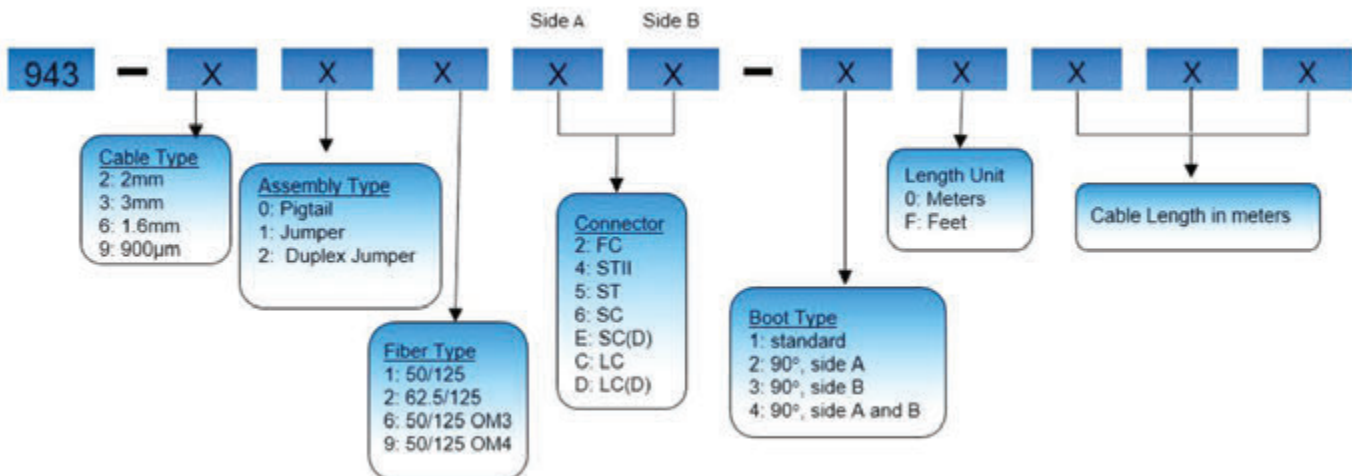 Side A Side B
943 - X X X X X - X X X X X
Cable Type
2: 2mm
3: 3mm
6: 1.6mm
9: 900µm
Assembly Type
0: Pigtail
1: Jumper
2: Duplex Jumper
Fiber Type
1: 50/125
2: 62.5/125
6: 50/125 OM3
9: 50/125 OM4
Connector
2: FC
4: STII
5: ST
6: SC
E: SC(D)
C: LC
D: LC(D)
Boot Type
1: standard
2: 90°, side A
3: 90°, side B
4: 90°, side A and B
Length Unit
0: Meters
F: Feet
Cable Length in meters